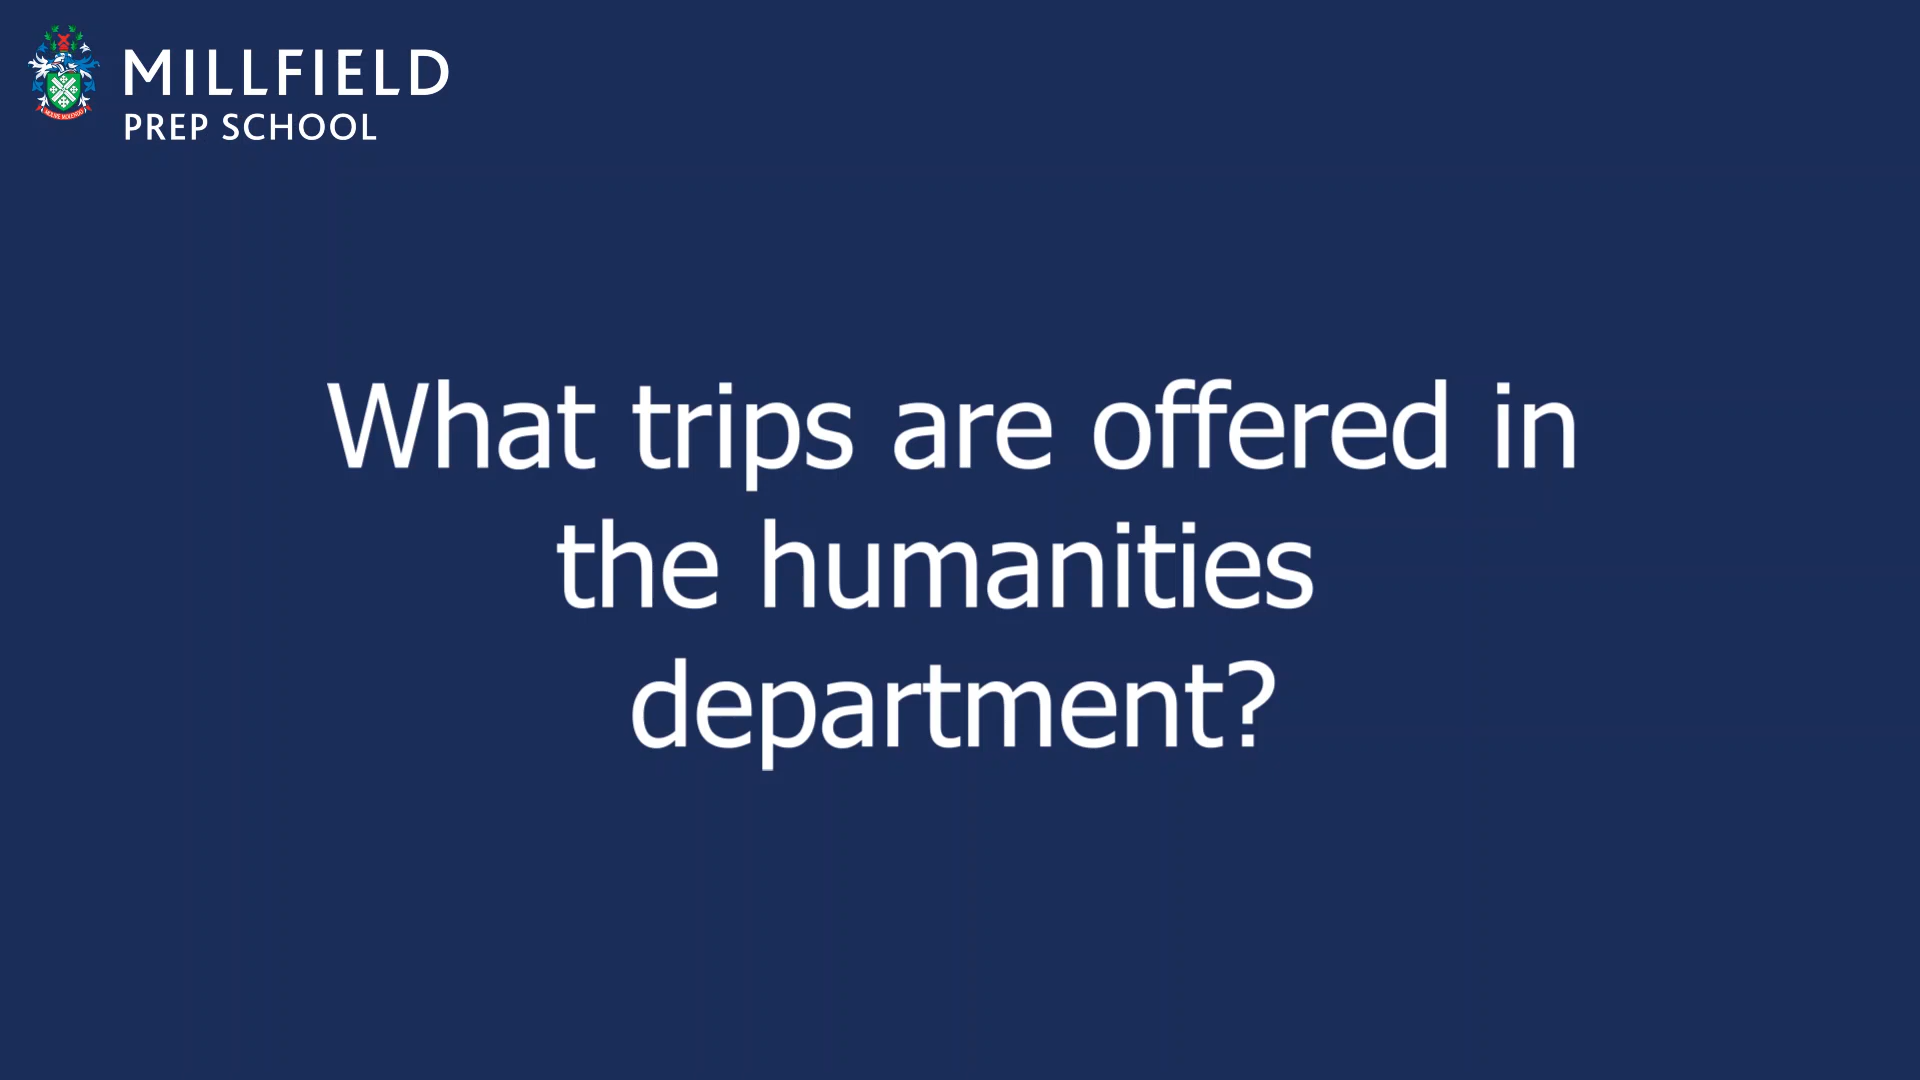 MILLFIELD
PREP SCHOOL
What trips are offered in
the humanities
department?